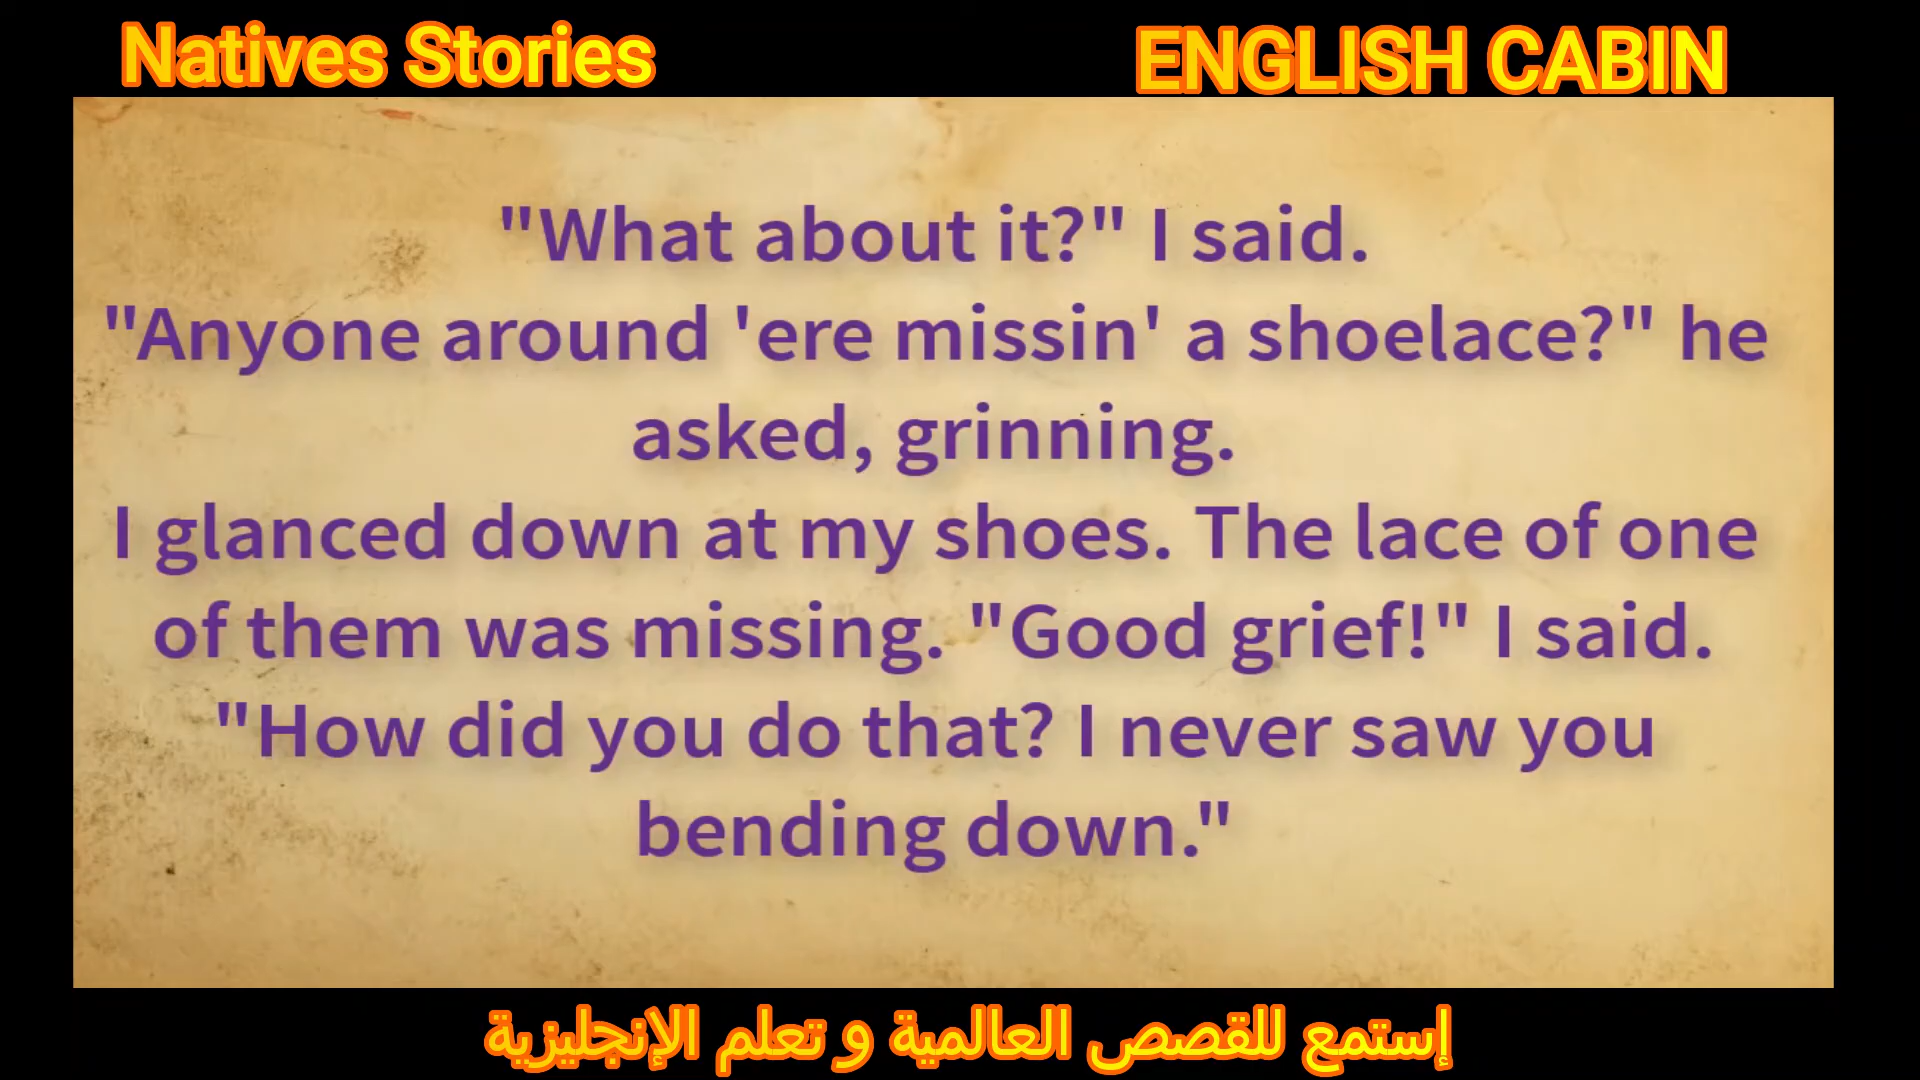 Natives Stories
ENGLISH CABIN
"What about it?" I said.
"Anyone around 'ere missin' a shoelace?" he
asked, grinning.
I glanced down at my shoes. The lace of one
of them was missing. "Good grief!" I said.
"How did you do that? I never saw you
bending down."
إستمع للقصص العالمية و تعلم الإنجليزية